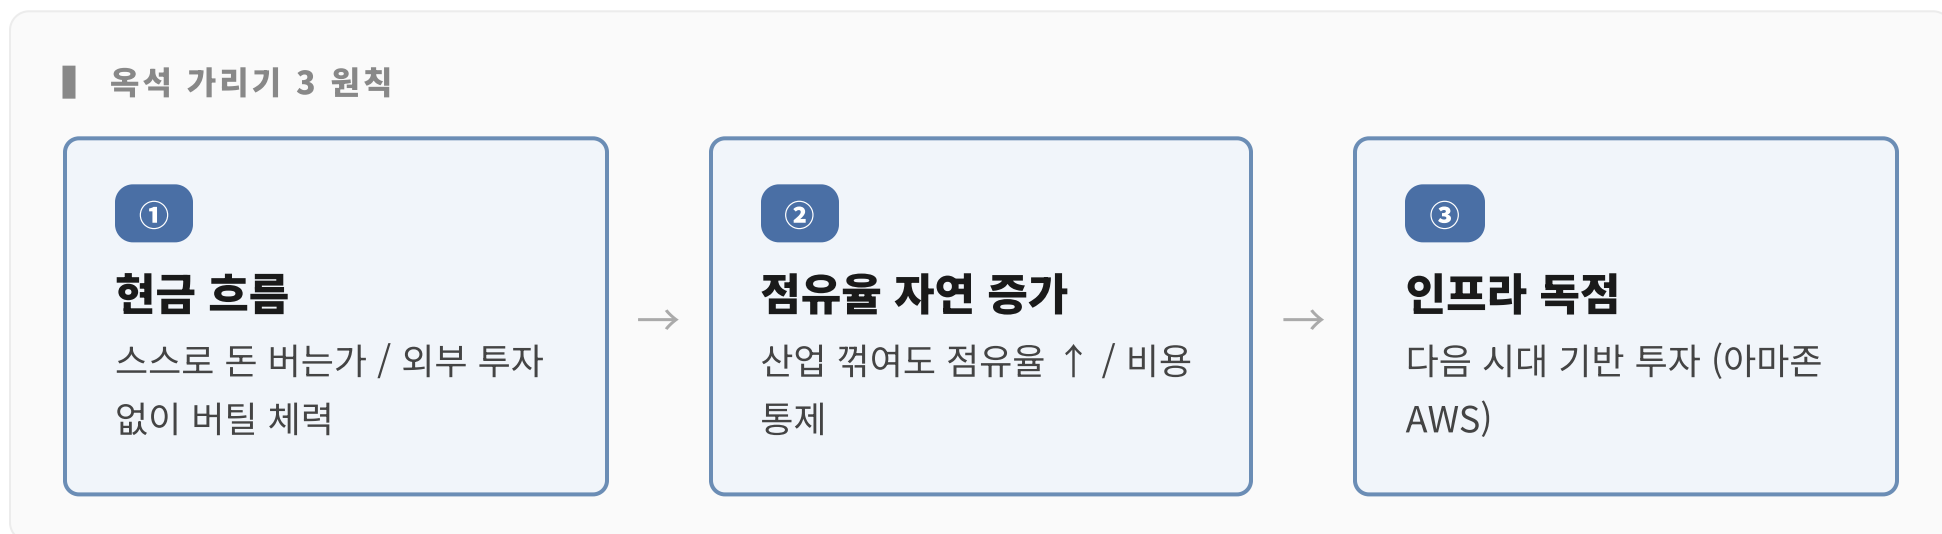 옥석 가리기 3 원칙
①
현금 흐름
스스로 돈 버는가 / 외부 투자
없이 버틸 체력
→
②
점유율 자연 증가
산업 꺾여도 점유율 ↑ / 비용
통제
→
③
인프라 독점
다음 시대 기반 투자 (아마존
AWS)